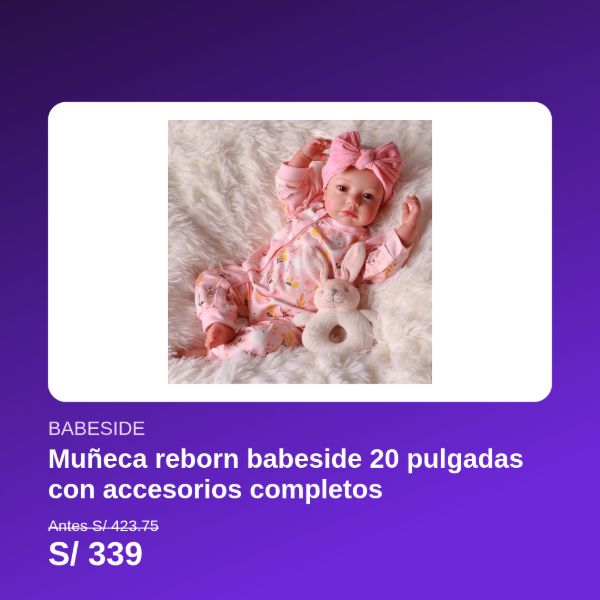 BABESIDE
Muñeca reborn babeside 20 pulgadas
con accesorios completos
Antes S/ 423.75
S/ 339